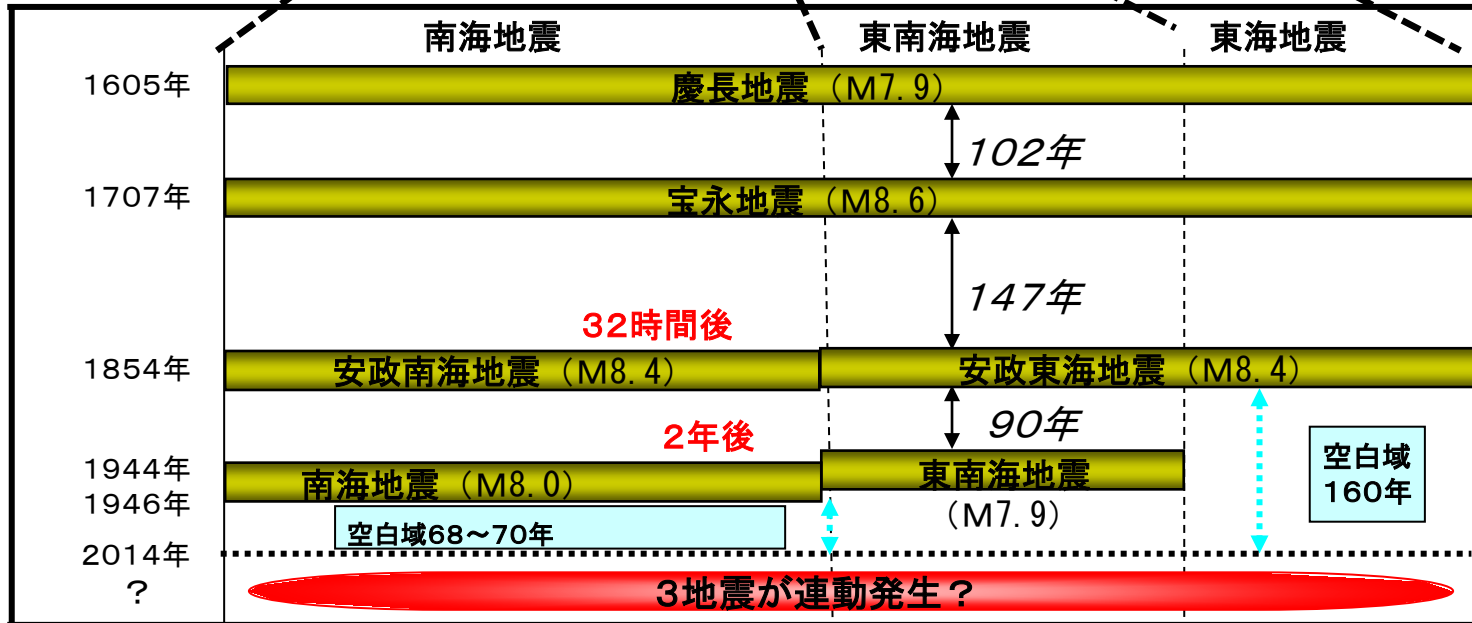 南海地震
東南海地震
東海地震
1605年
慶長地震（M7.9）
102年
1707年
宝永地震（M8.6）
147年
32時間後
1854年
安政南海地震（M8.4）
安政東海地震（M8.4）
90年
2年後
1944年
東南海地震
（M7.9）
南海地震（M8.0）
1946年
空白域
160年
空白域68～70年
2014年
？
3地震が連動発生？